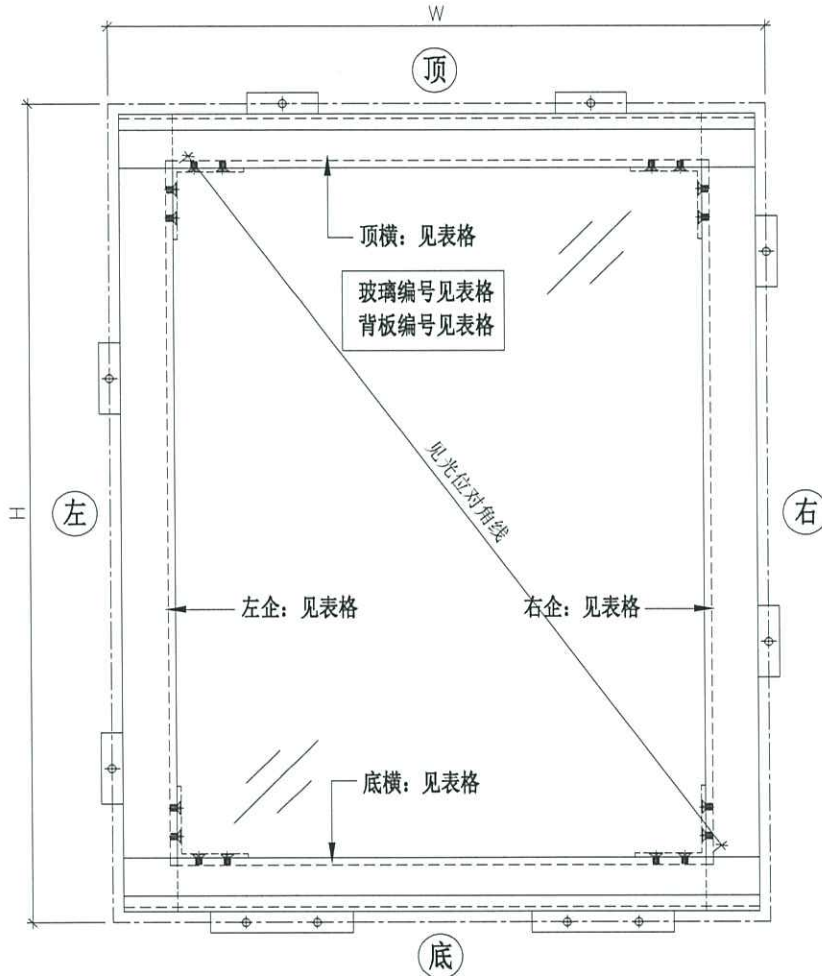 W
顶
顶横：见表格
玻璃编号见表格
背板编号见表格
见光位对角线
H
左
右
左企：见表格
右企：见表格
底横：见表格
底